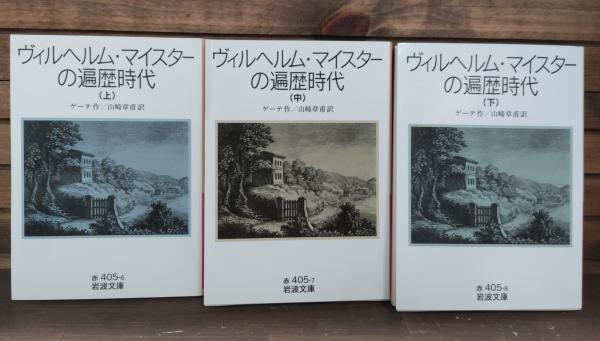 ヴィルヘルム・マイスター
の遍歴時代
(上)
ゲーテ作/山崎章甫訳
赤 405-6
岩波文庫
ヴィルヘルム・マイスター
の遍歴時代
(中)
ゲーテ作/山崎章甫訳
赤 405-7
岩波文庫
ヴィルヘルム・マイスター
の遍歴時代
(下)
ゲーテ作/山崎章甫訳
赤 405-8
岩波文庫